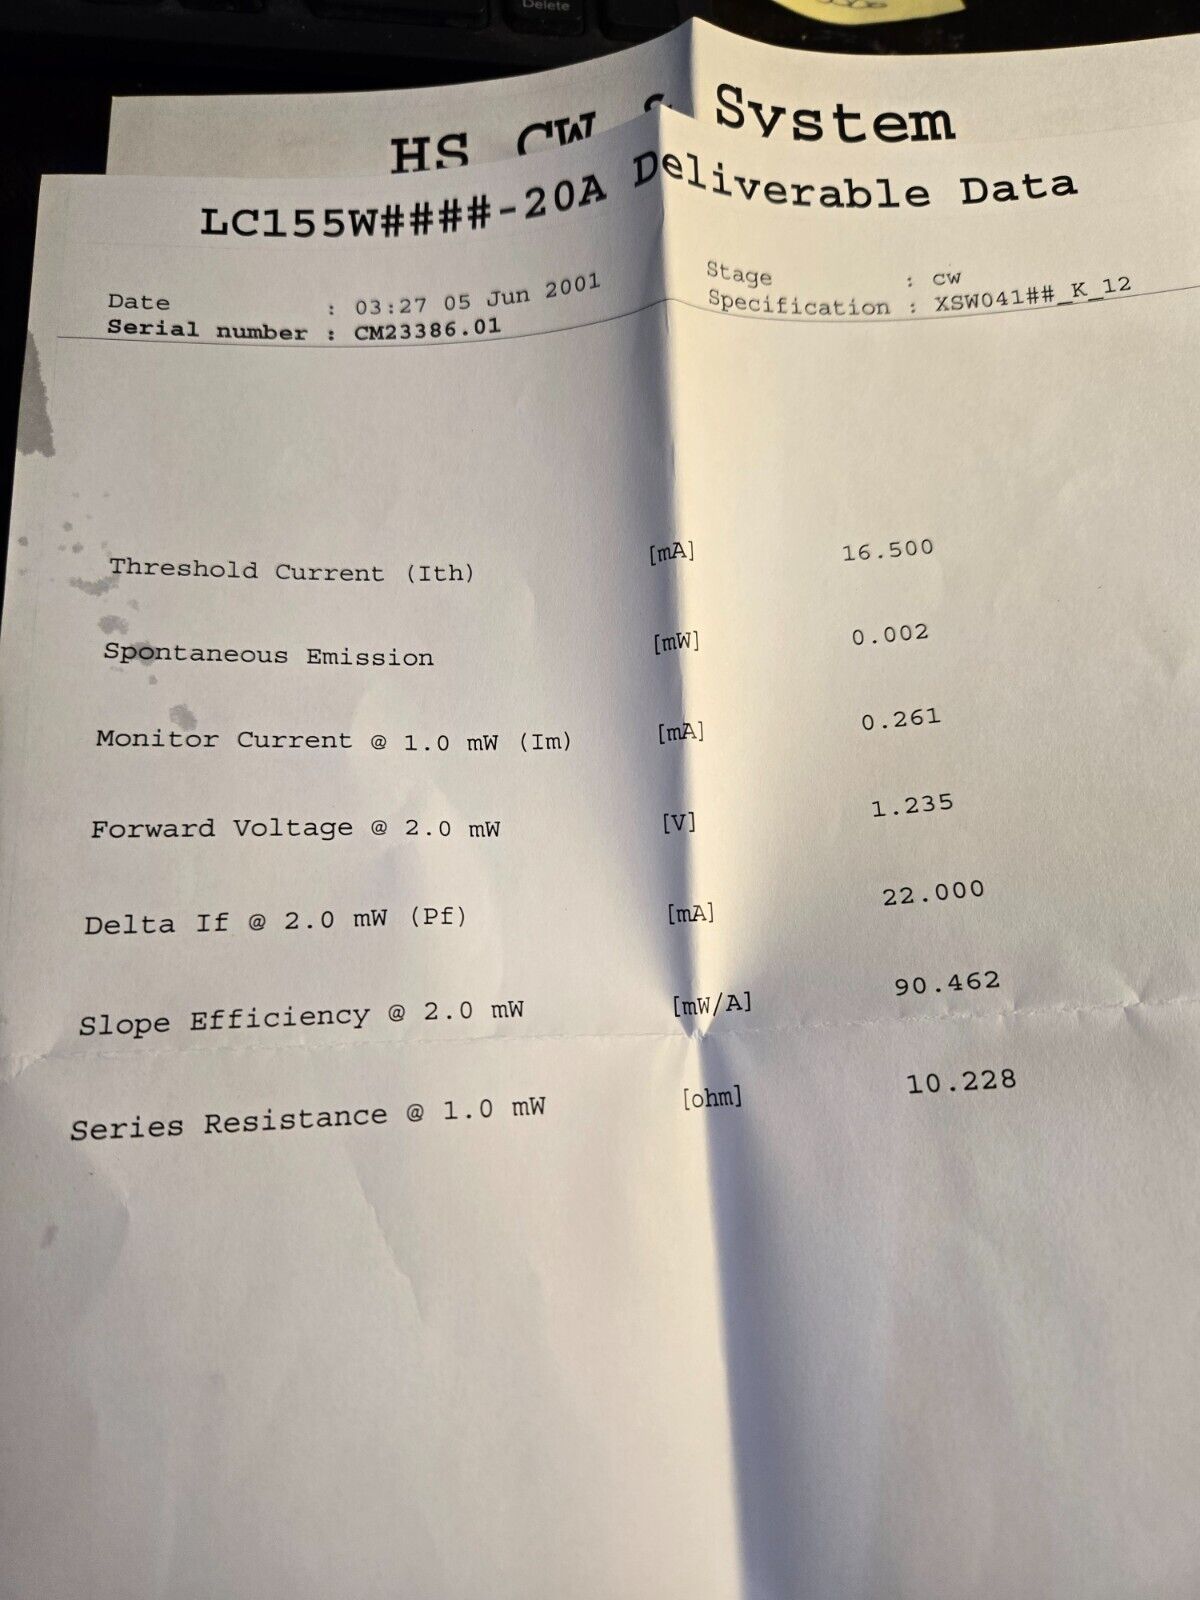 Delete
HS CW & System
LC155W####-20A Deliverable Data
Date : 03:27 05 Jun 2001
Stage : CW
Serial number : CM23386.01
Specification : XSW041##_K_12
Threshold Current (Ith) [mA] 16.500
Spontaneous Emission [mW] 0.002
Monitor Current @ 1.0 mW (Im) [mA] 0.261
Forward Voltage @ 2.0 mW [V] 1.235
Delta If @ 2.0 mW (Pf) [mA] 22.000
Slope Efficiency @ 2.0 mW [mW/A] 90.462
Series Resistance @ 1.0 mW [ohm] 10.228